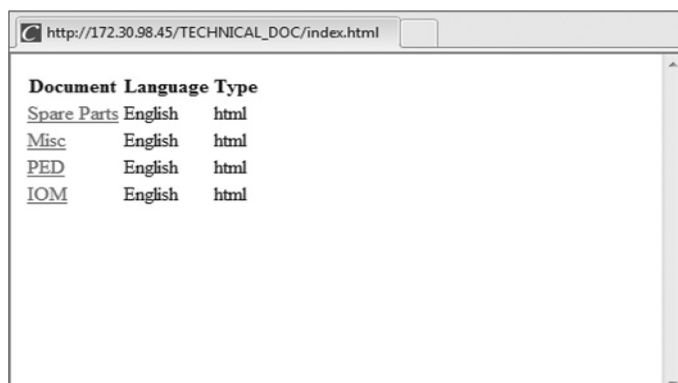 http://172.30.98.45/TECHNICAL_DOC/index.html
Document Language Type
Spare Parts English html
Misc English html
PED English html
IOM English html